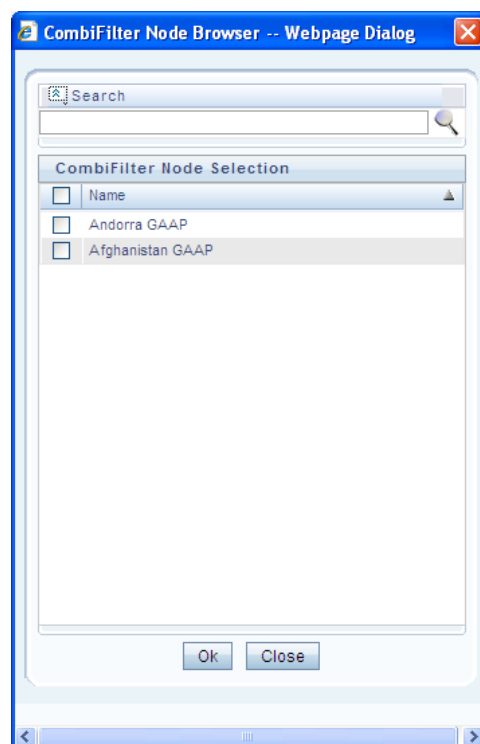 CombiFilter Node Browser -- Webpage Dialog
Search
CombiFilter Node Selection
Name
Andorra GAAP
Afghanistan GAAP
Ok Close